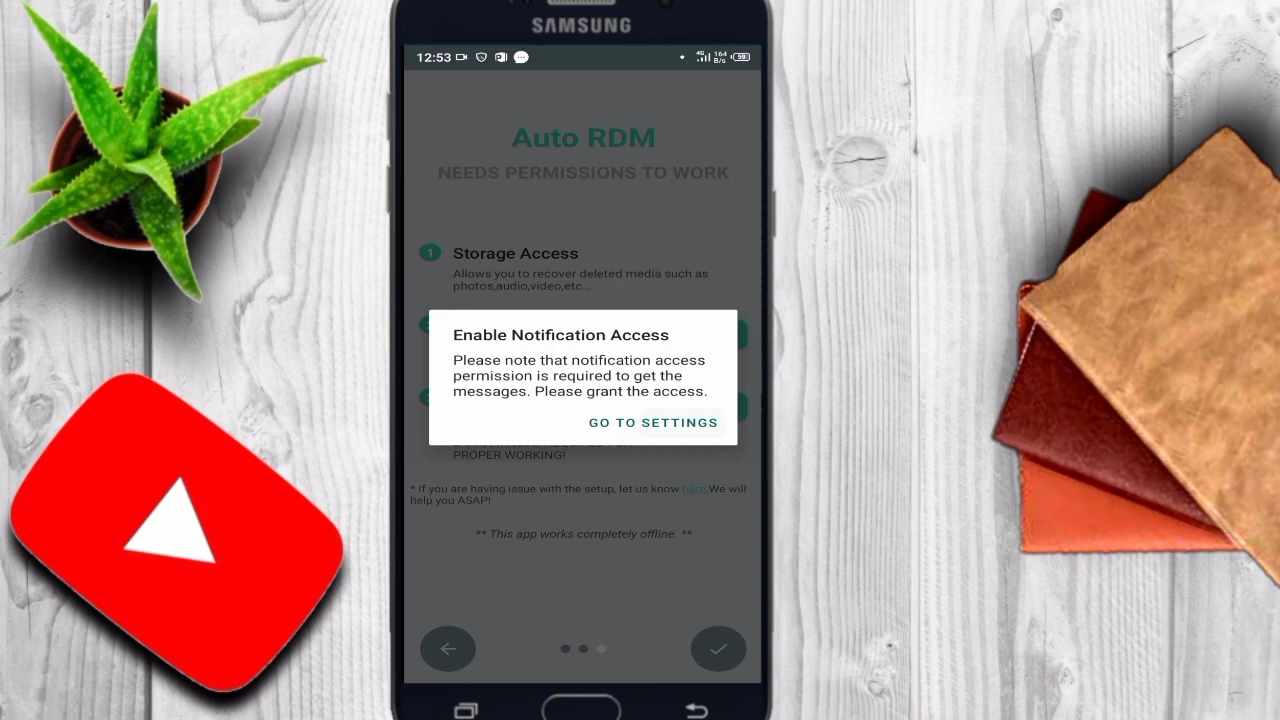 SAMSUNG
12:53
4G 164 B/s 59
Auto RDM
NEEDS PERMISSIONS TO WORK
1 Storage Access
Allows you to recover deleted media such as
photos,audio,video,etc...
Enable Notification Access
Please note that notification access
permission is required to get the
messages. Please grant the access.
GO TO SETTINGS
PROPER WORKING!
* If you are having issue with the setup, let us know here.We will
help you ASAP!
** This app works completely offline. **